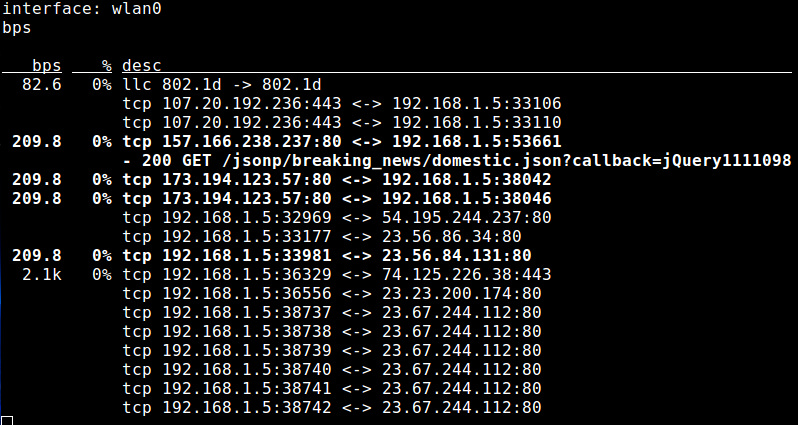 interface: wlan0
bps
bps % desc
82.6 0% llc 802.1d -> 802.1d
tcp 107.20.192.236:443 <-> 192.168.1.5:33106
tcp 107.20.192.236:443 <-> 192.168.1.5:33110
209.8 0% tcp 157.166.238.237:80 <-> 192.168.1.5:53661
- 200 GET /jsonp/breaking_news/domestic.json?callback=jQuery1111098
209.8 0% tcp 173.194.123.57:80 <-> 192.168.1.5:38042
209.8 0% tcp 173.194.123.57:80 <-> 192.168.1.5:38046
tcp 192.168.1.5:32969 <-> 54.195.244.237:80
tcp 192.168.1.5:33177 <-> 23.56.86.34:80
209.8 0% tcp 192.168.1.5:33981 <-> 23.56.84.131:80
2.1k 0% tcp 192.168.1.5:36329 <-> 74.125.226.38:443
tcp 192.168.1.5:36556 <-> 23.23.200.174:80
tcp 192.168.1.5:38737 <-> 23.67.244.112:80
tcp 192.168.1.5:38738 <-> 23.67.244.112:80
tcp 192.168.1.5:38739 <-> 23.67.244.112:80
tcp 192.168.1.5:38740 <-> 23.67.244.112:80
tcp 192.168.1.5:38741 <-> 23.67.244.112:80
tcp 192.168.1.5:38742 <-> 23.67.244.112:80